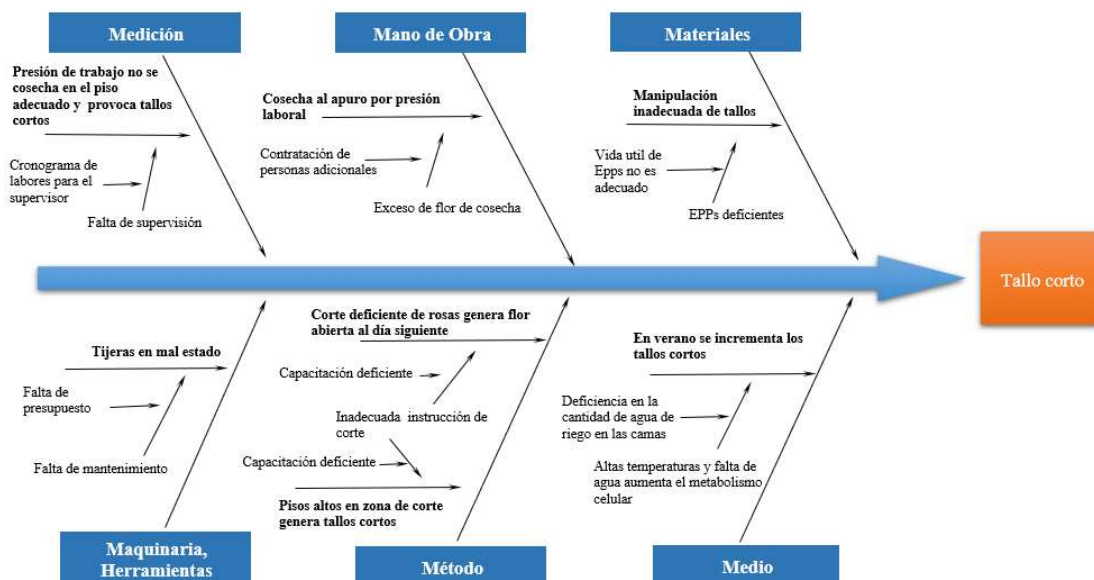 Medición
Mano de Obra
Materiales
Presión de trabajo no se
cosecha en el piso
adecuado y provoca tallos
cortos
Cronograma de
labores para el
supervisor
Falta de supervisión
Cosecha al apuro por presión
laboral
Contratación de
personas adicionales
Exceso de flor de cosecha
Manipulación
inadecuada de tallos
Vida util de
Epps no es
adecuado
EPPs deficientes
Tallo corto
Tijeras en mal estado
Falta de
presupuesto
Falta de mantenimiento
Corte deficiente de rosas genera flor
abierta al día siguiente
Capacitación deficiente
Inadecuada instrucción de
corte
Capacitación deficiente
Pisos altos en zona de corte
genera tallos cortos
En verano se incrementa los
tallos cortos
Deficiencia en la
cantidad de agua de
riego en las camas
Altas temperaturas y falta de
agua aumenta el metabolismo
celular
Maquinaria,
Herramientas
Método
Medio